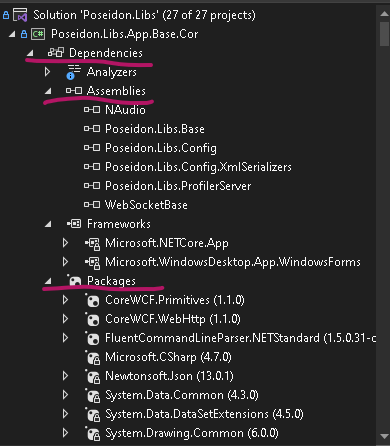 Solution 'Poseidon.Libs' (27 of 27 projects)
C# Poseidon.Libs.App.Base.Cor
Dependencies
Analyzers
Assemblies
NAudio
Poseidon.Libs.Base
Poseidon.Libs.Config
Poseidon.Libs.Config.XmlSerializers
Poseidon.Libs.ProfilerServer
WebSocketBase
Frameworks
Microsoft.NETCore.App
Microsoft.WindowsDesktop.App.WindowsForms
Packages
CoreWCF.Primitives (1.1.0)
CoreWCF.WebHttp (1.1.0)
FluentCommandLineParser.NETStandard (1.5.0.31-c
Microsoft.CSharp (4.7.0)
Newtonsoft.Json (13.0.1)
System.Data.Common (4.3.0)
System.Data.DataSetExtensions (4.5.0)
System.Drawing.Common (6.0.0)